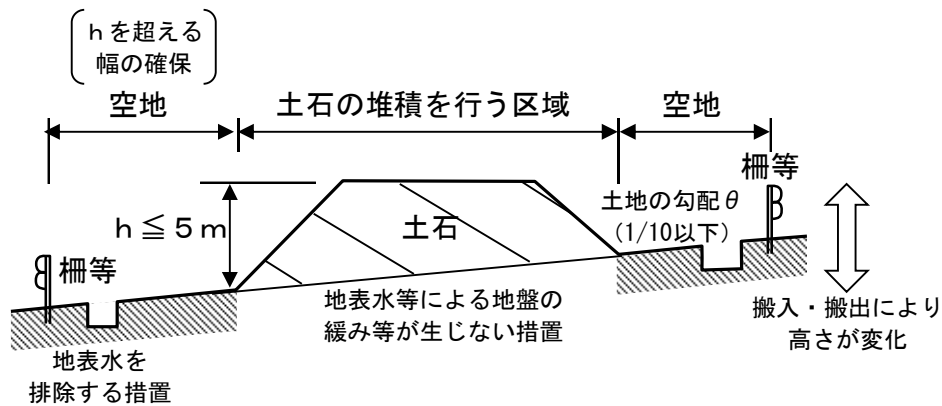 ｈを超える
幅の確保
空地
土石の堆積を行う区域
空地
柵等
ｈ≦５ｍ
土石
土地の勾配θ
(1/10以下)
柵等
地表水等による地盤の
緩み等が生じない措置
搬入・搬出により
高さが変化
地表水を
排除する措置